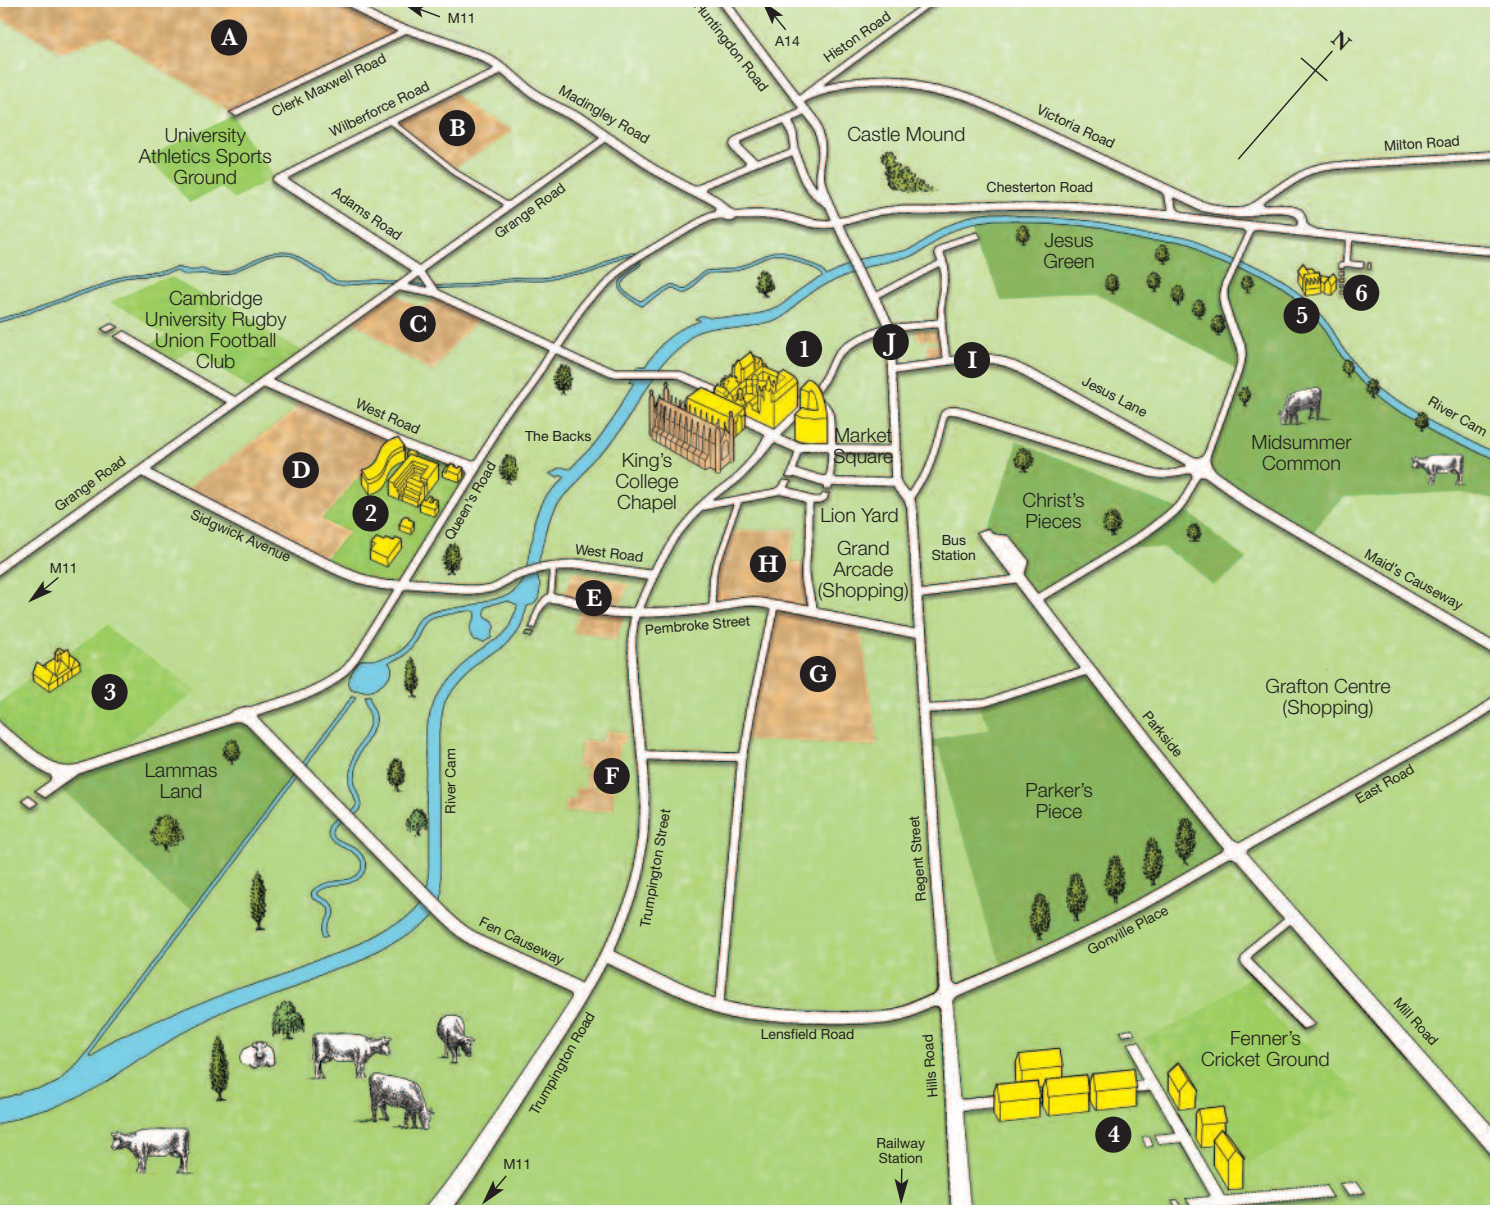 M11
A
A14
Huntingdon Road
Histon Road
N
Clerk Maxwell Road
Wilberforce Road
B
Madingley Road
Castle Mound
Victoria Road
Milton Road
University
Athletics Sports
Ground
Adams Road
Grange Road
Chesterton Road
Jesus
Green
Cambridge
University Rugby
Union Football
Club
C
1
J
I
5
6
Jesus Lane
River Cam
West Road
The Backs
Market
Square
Midsummer
Common
D
Grange Road
King's
College
Chapel
Queen's Road
2
Sidgwick Avenue
Lion Yard
Christ's
Pieces
Grand
Arcade
(Shopping)
Bus
Station
West Road
H
M11
E
Maid's Causeway
Pembroke Street
3
G
Grafton Centre
(Shopping)
Parkside
Lammas
Land
River Cam
F
Parker's
Piece
East Road
Trumpington Street
Regent Street
Fen Causeway
Gonville Place
Lensfield Road
Mill Road
Fenner's
Cricket Ground
Trumpington Road
Hills Road
4
M11
Railway
Station